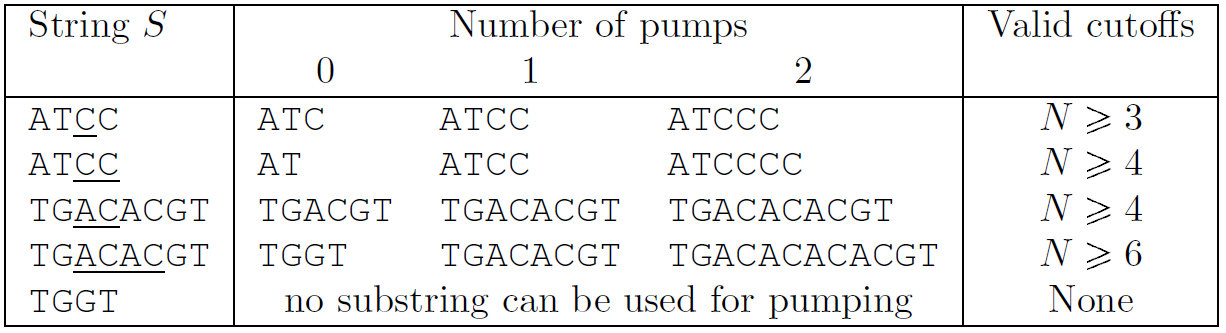 String S Number of pumps Valid cutoffs
0 1 2
ATCC ATC ATCC ATCCC N ⩾ 3
ATCC AT ATCC ATCCCC N ⩾ 4
TGACACGT TGACGT TGACACGT TGACACACGT N ⩾ 4
TGACACGT TGGT TGACACGT TGACACACACGT N ⩾ 6
TGGT no substring can be used for pumping None